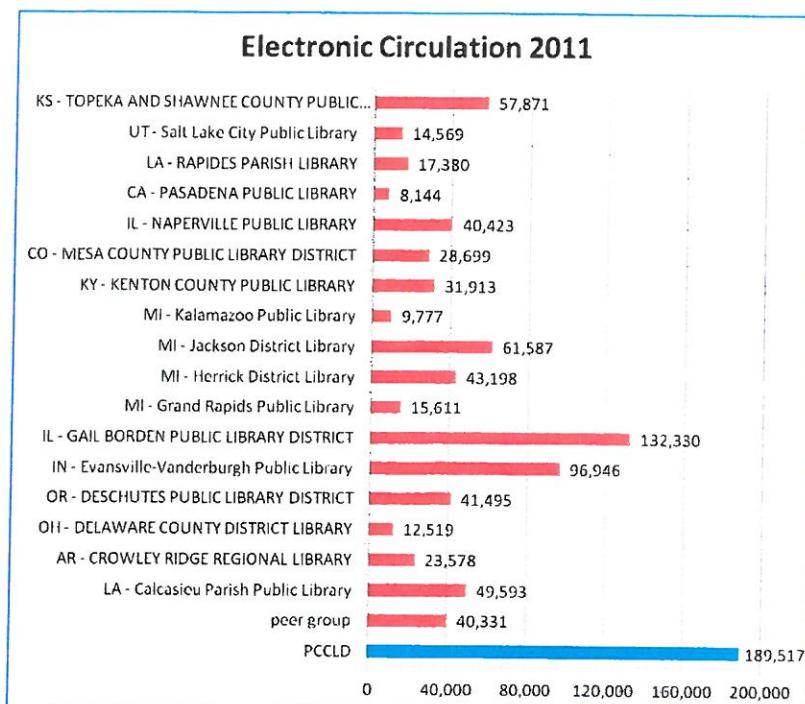 Electronic Circulation 2011
KS - TOPEKA AND SHAWNEE COUNTY PUBLIC... 57,871
UT - Salt Lake City Public Library 14,569
LA - RAPIDES PARISH LIBRARY 17,380
CA - PASADENA PUBLIC LIBRARY 8,144
IL - NAPERVILLE PUBLIC LIBRARY 40,423
CO - MESA COUNTY PUBLIC LIBRARY DISTRICT 28,699
KY - KENTON COUNTY PUBLIC LIBRARY 31,913
MI - Kalamazoo Public Library 9,777
MI - Jackson District Library 61,587
MI - Herrick District Library 43,198
MI - Grand Rapids Public Library 15,611
IL - GAIL BORDEN PUBLIC LIBRARY DISTRICT 132,330
IN - Evansville-Vanderburgh Public Library 96,946
OR - DESCHUTES PUBLIC LIBRARY DISTRICT 41,495
OH - DELAWARE COUNTY DISTRICT LIBRARY 12,519
AR - CROWLEY RIDGE REGIONAL LIBRARY 23,578
LA - Calcasieu Parish Public Library 49,593
peer group 40,331
PCCLD 189,517
0 40,000 80,000 120,000 160,000 200,000